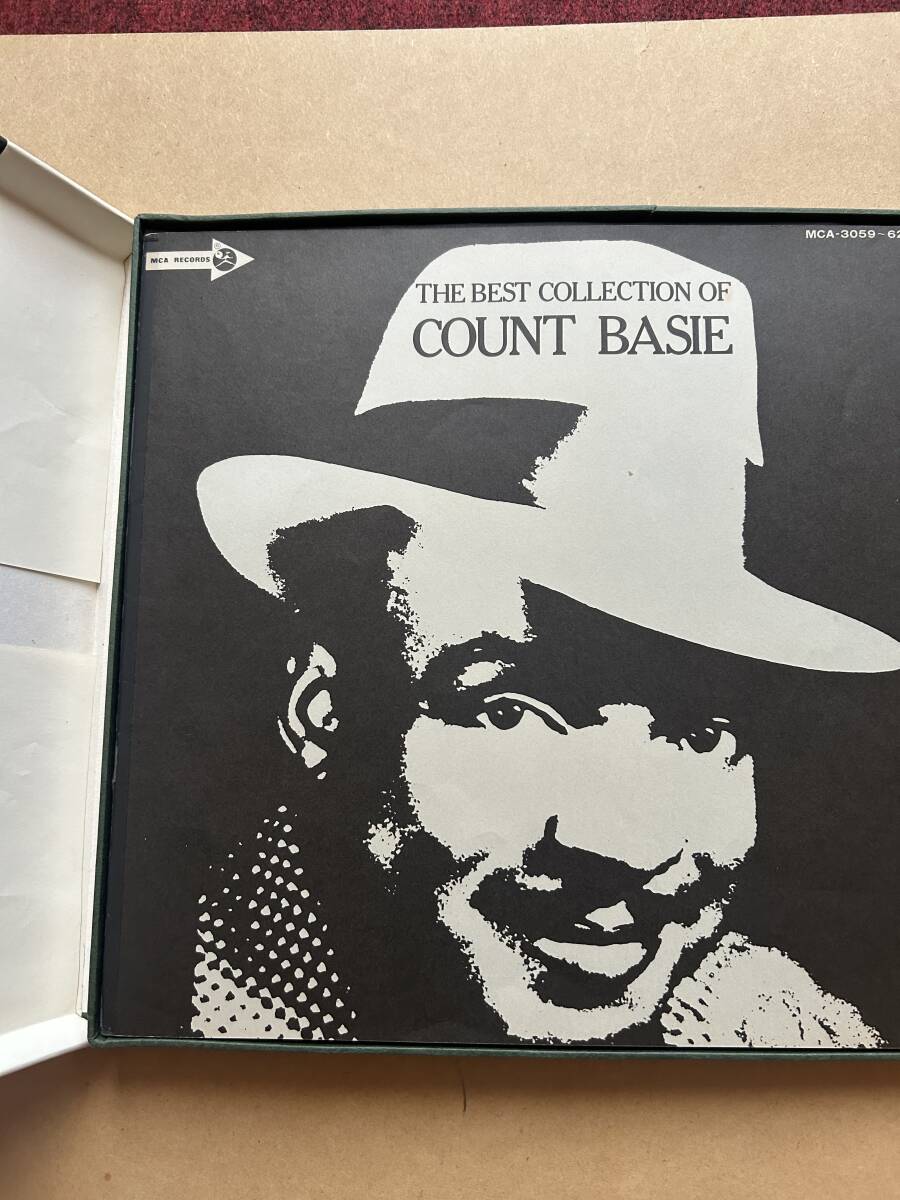 MCA RECORDS
MCA-3059~62
THE BEST COLLECTION OF
COUNT BASIE